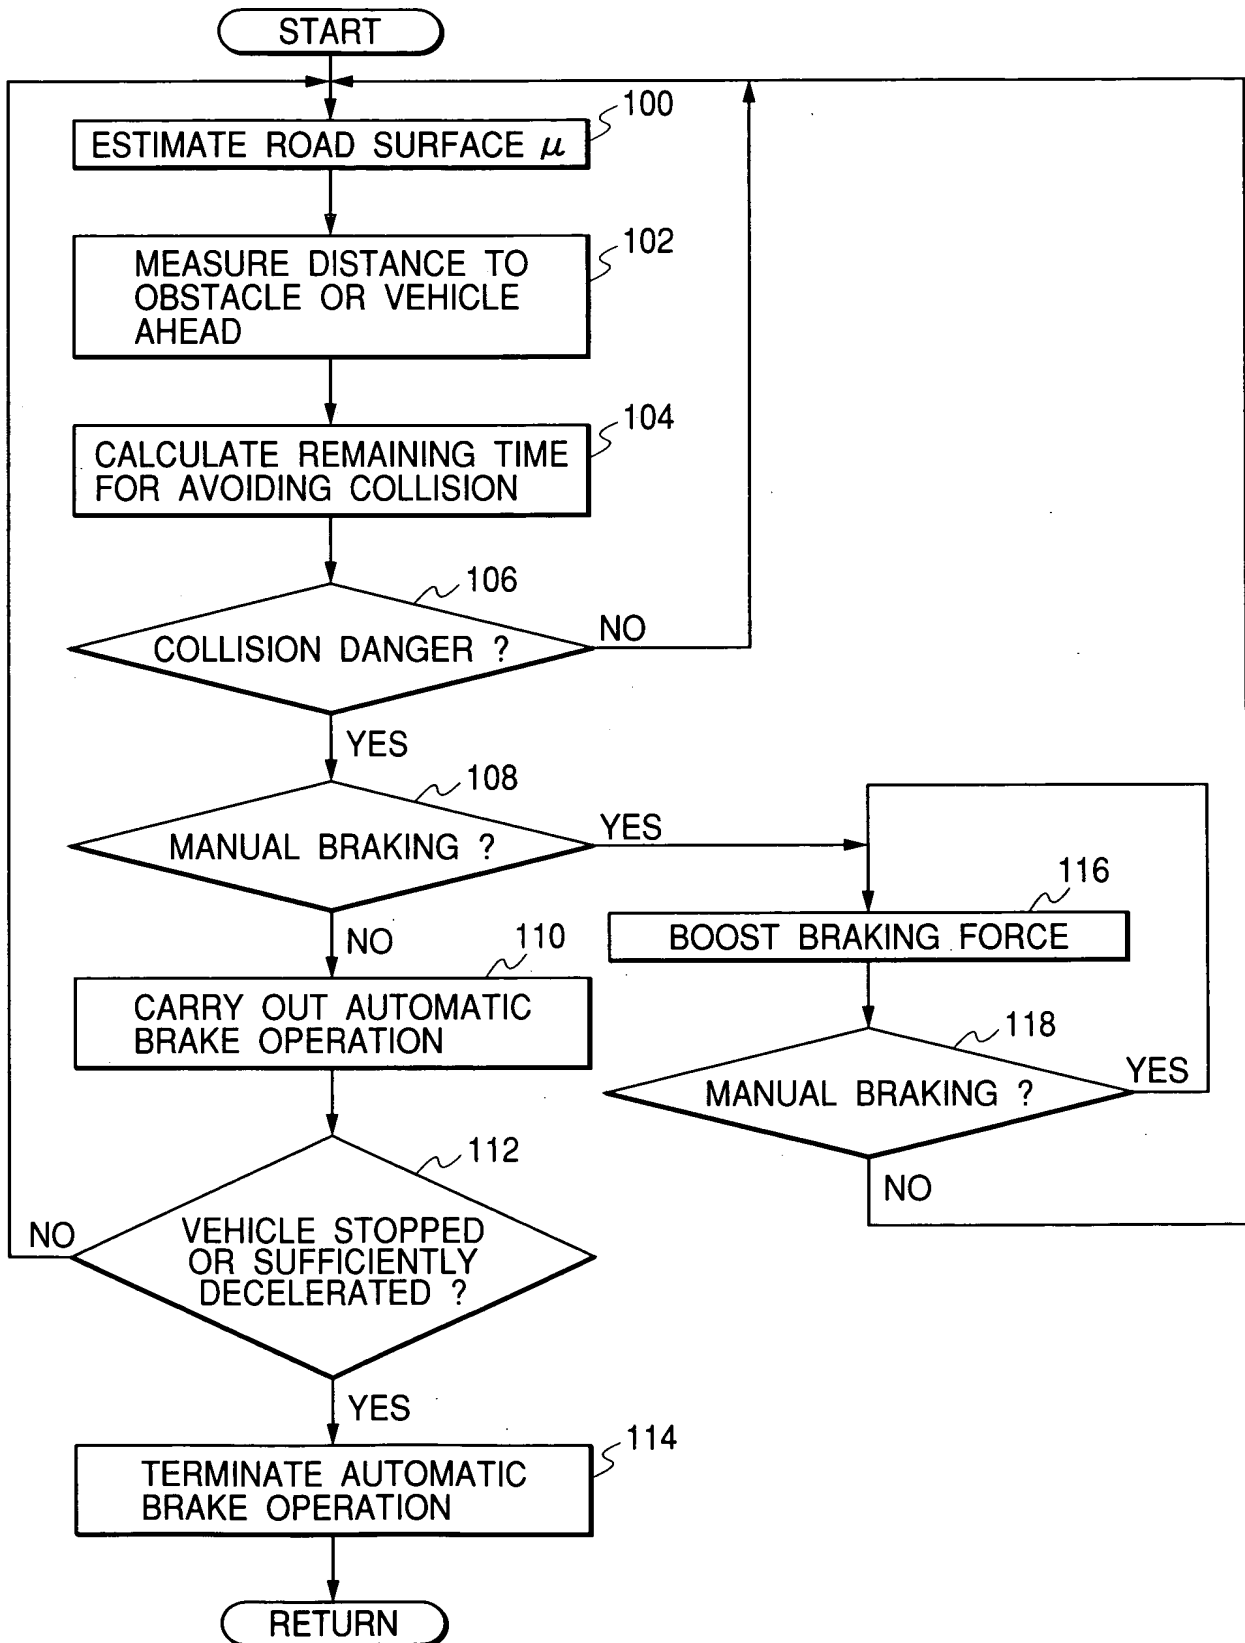 START
100
ESTIMATE ROAD SURFACE μ
102
MEASURE DISTANCE TO
OBSTACLE OR VEHICLE
AHEAD
104
CALCULATE REMAINING TIME
FOR AVOIDING COLLISION
106
COLLISION DANGER ?
NO
YES
108
MANUAL BRAKING ?
YES
NO
110
CARRY OUT AUTOMATIC
BRAKE OPERATION
116
BOOST BRAKING FORCE
118
MANUAL BRAKING ?
YES
NO
112
VEHICLE STOPPED
OR SUFFICIENTLY
DECELERATED ?
NO
YES
114
TERMINATE AUTOMATIC
BRAKE OPERATION
RETURN